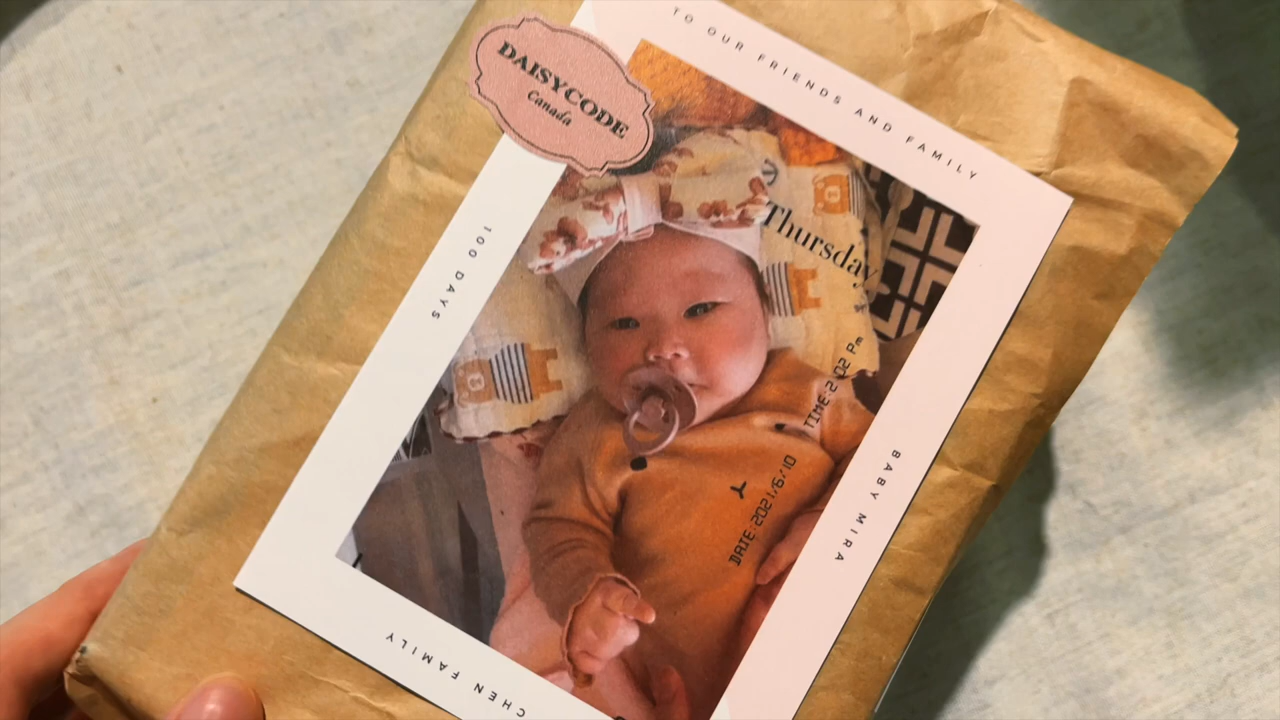 DAISYCODE
Canada
TO OUR FRIENDS AND FAMILY
100 DAYS
Thursday
TIME:2:02 Pm
DATE:2021/6/10
BABY MIRA
CHEN FAMILY